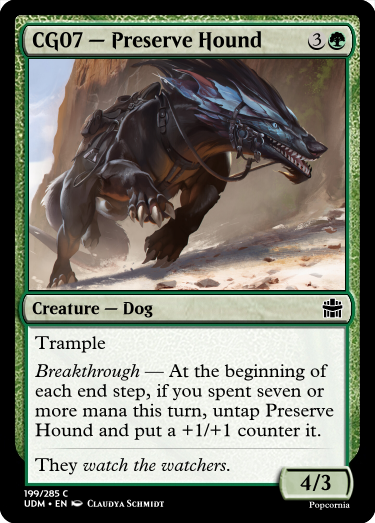 CG07 — Preserve Hound 3
Creature — Dog
Trample
Breakthrough — At the beginning of
each end step, if you spent seven or
more mana this turn, untap Preserve
Hound and put a +1/+1 counter it.
They watch the watchers.
4/3
199/285 C
UDM • EN Claudya Schmidt
Popcornia